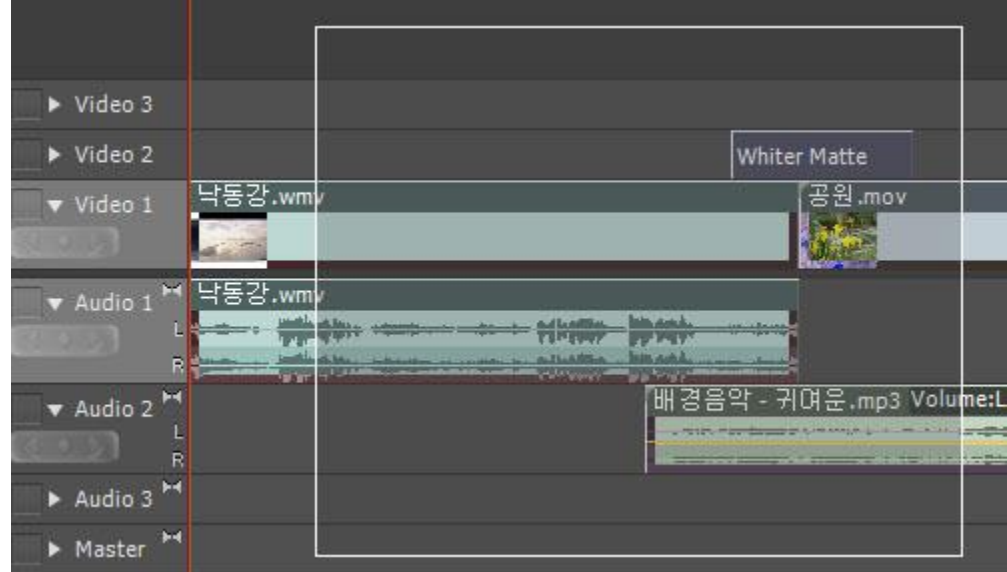 Video 3
Video 2
Whiter Matte
Video 1
낙동강.wmv
공원.mov
Audio 1
낙동강.wmv
L
R
Audio 2
배경음악 - 귀여운.mp3 Volume:L
L
R
Audio 3
Master